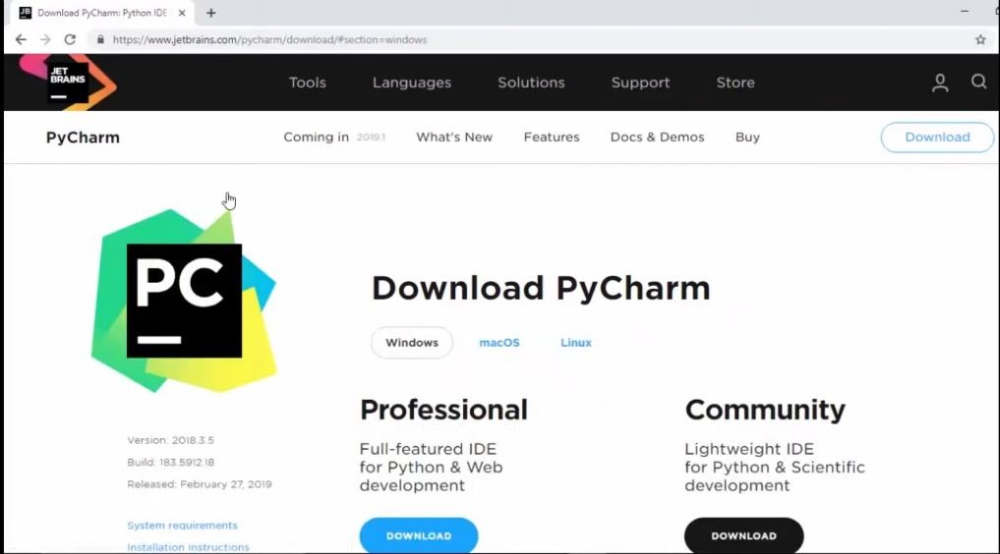 JB Download PyCharm: Python IDE
https://www.jetbrains.com/pycharm/download/#section=windows
JET
BRAINS
Tools Languages Solutions Support Store
PyCharm Coming in 2019.1 What's New Features Docs & Demos Buy Download
PC
Download PyCharm
Windows macOS Linux
Professional
Full-featured IDE
for Python & Web
development
DOWNLOAD
Community
Lightweight IDE
for Python & Scientific
development
DOWNLOAD
Version: 2018.3.5
Build: 183.5912.18
Released: February 27, 2019
System requirements
Installation instructions